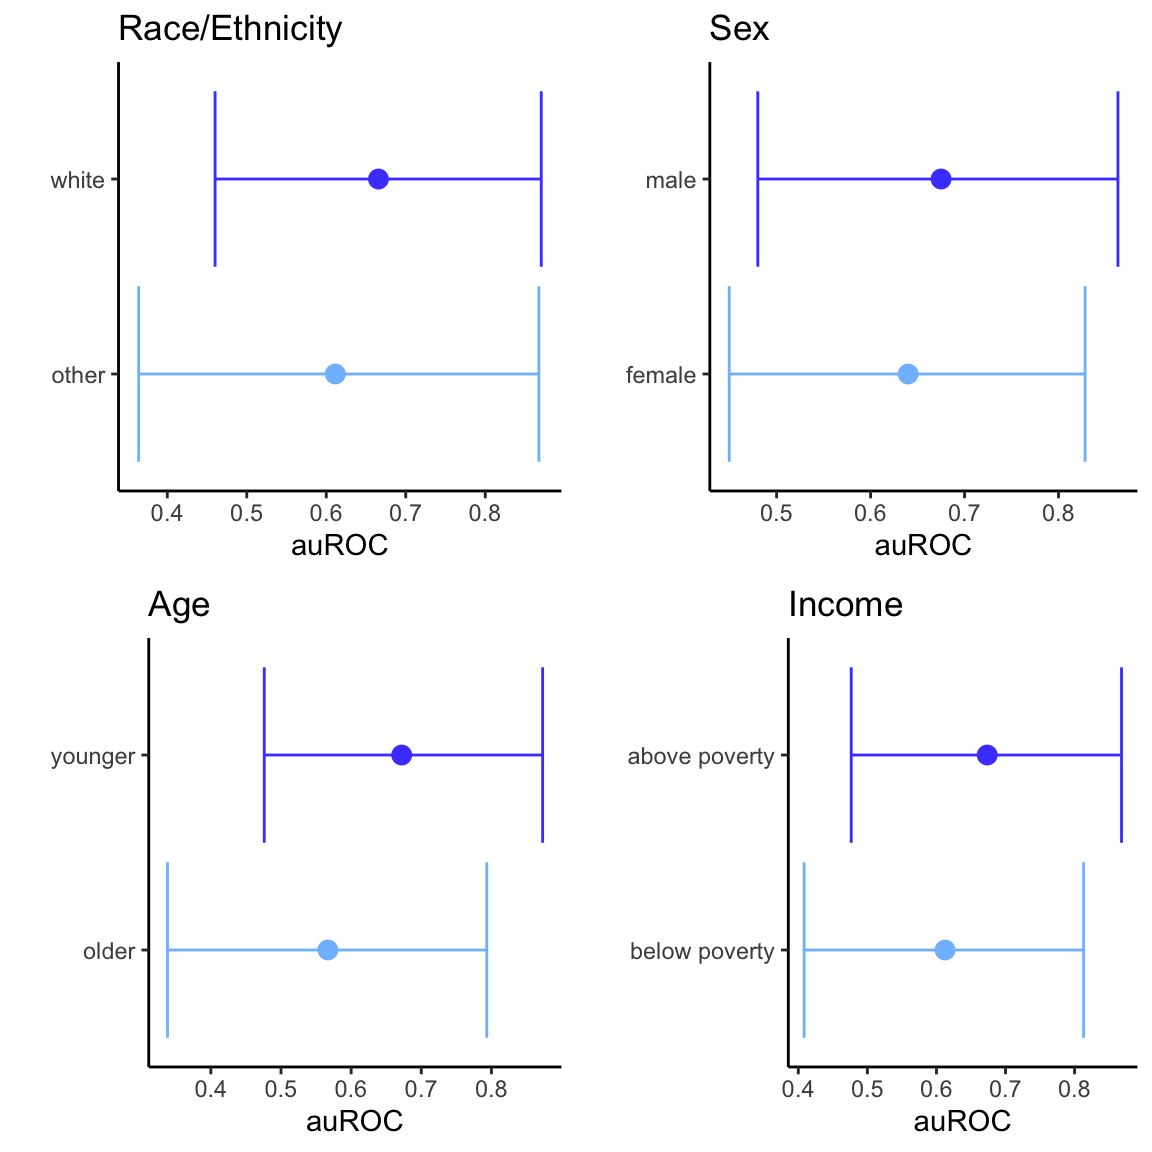 Race/Ethnicity
white
other
0.4 0.5 0.6 0.7 0.8
auROC
Sex
male
female
0.5 0.6 0.7 0.8
auROC
Age
younger
older
0.4 0.5 0.6 0.7 0.8
auROC
Income
above poverty
below poverty
0.4 0.5 0.6 0.7 0.8
auROC